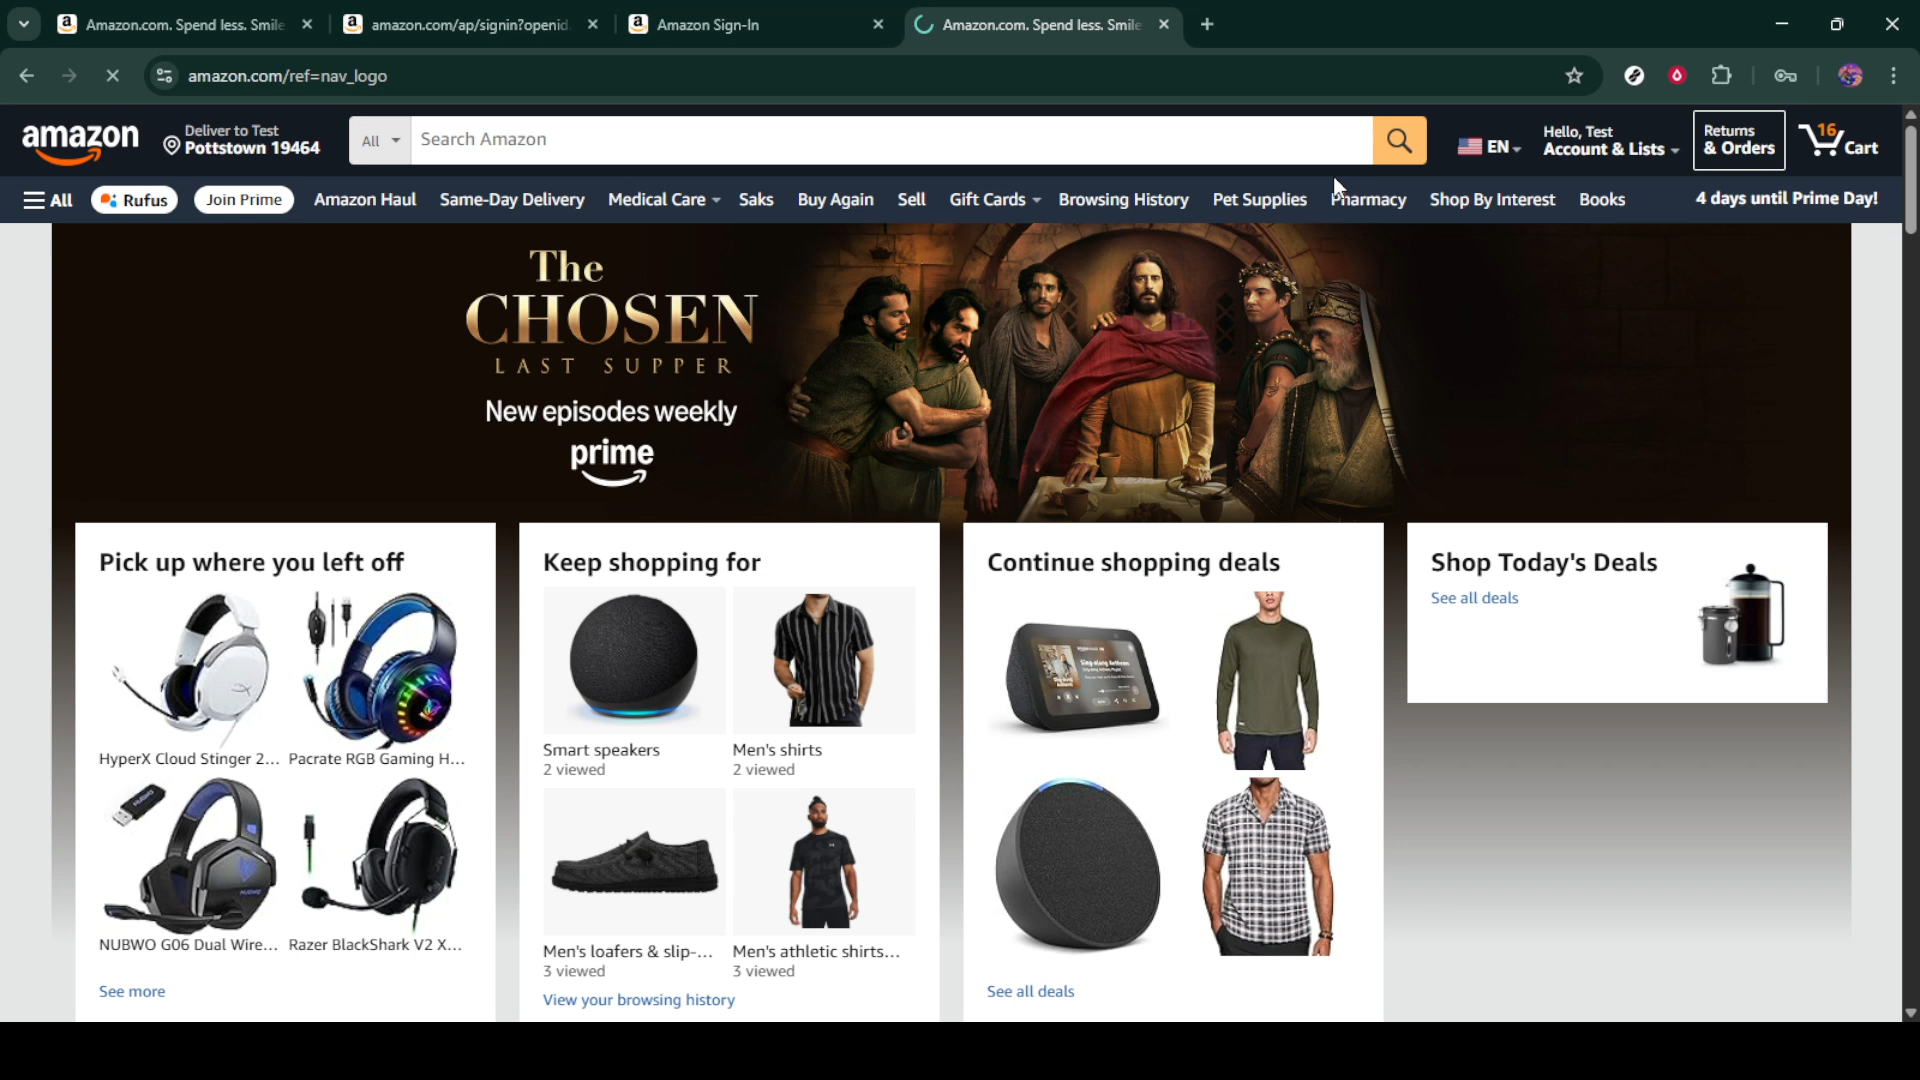 Amazon.com. Spend less. Smile
amazon.com/ap/signin?openid.
Amazon Sign-In
Amazon.com. Spend less. Smile
amazon.com/ref=nav_logo
amazon
Deliver to Test
Pottstown 19464
All
Search Amazon
EN
Hello, Test
Account & Lists
Returns
& Orders
16
Cart
All
Rufus
Join Prime
Amazon Haul
Same-Day Delivery
Medical Care
Saks
Buy Again
Sell
Gift Cards
Browsing History
Pet Supplies
Pharmacy
Shop By Interest
Books
4 days until Prime Day!
The
CHOSEN
LAST SUPPER
New episodes weekly
prime
Pick up where you left off
HyperX Cloud Stinger 2...
Pacrate RGB Gaming H...
NUBWO G06 Dual Wire...
Razer BlackShark V2 X...
See more
Keep shopping for
Smart speakers
2 viewed
Men's shirts
2 viewed
Men's loafers & slip-...
3 viewed
Men's athletic shirts...
3 viewed
View your browsing history
Continue shopping deals
See all deals
Shop Today's Deals
See all deals